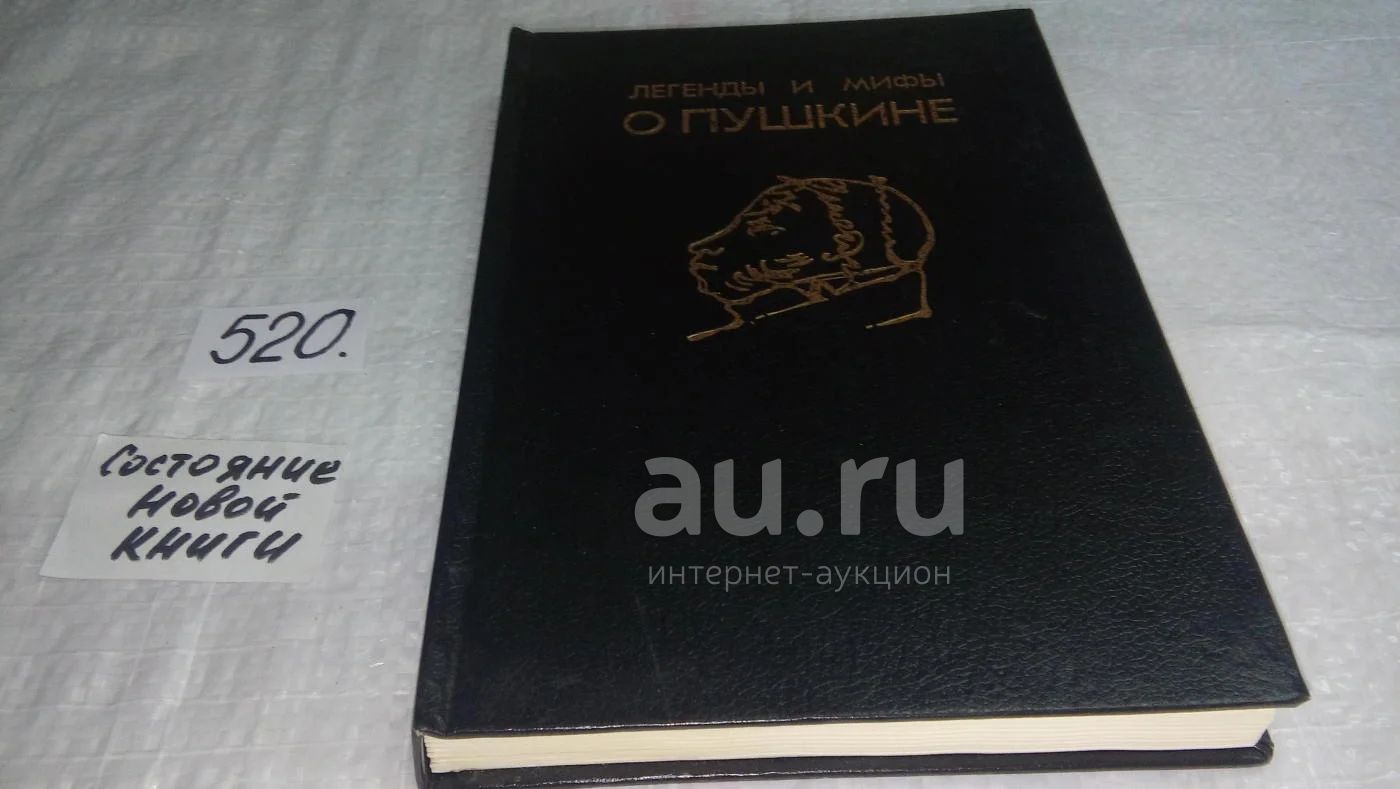 ЛЕГЕНДЫ И МИФЫ
О ПУШКИНЕ
520.
Состояние
новой
книги
au.ru
интернет-аукцион